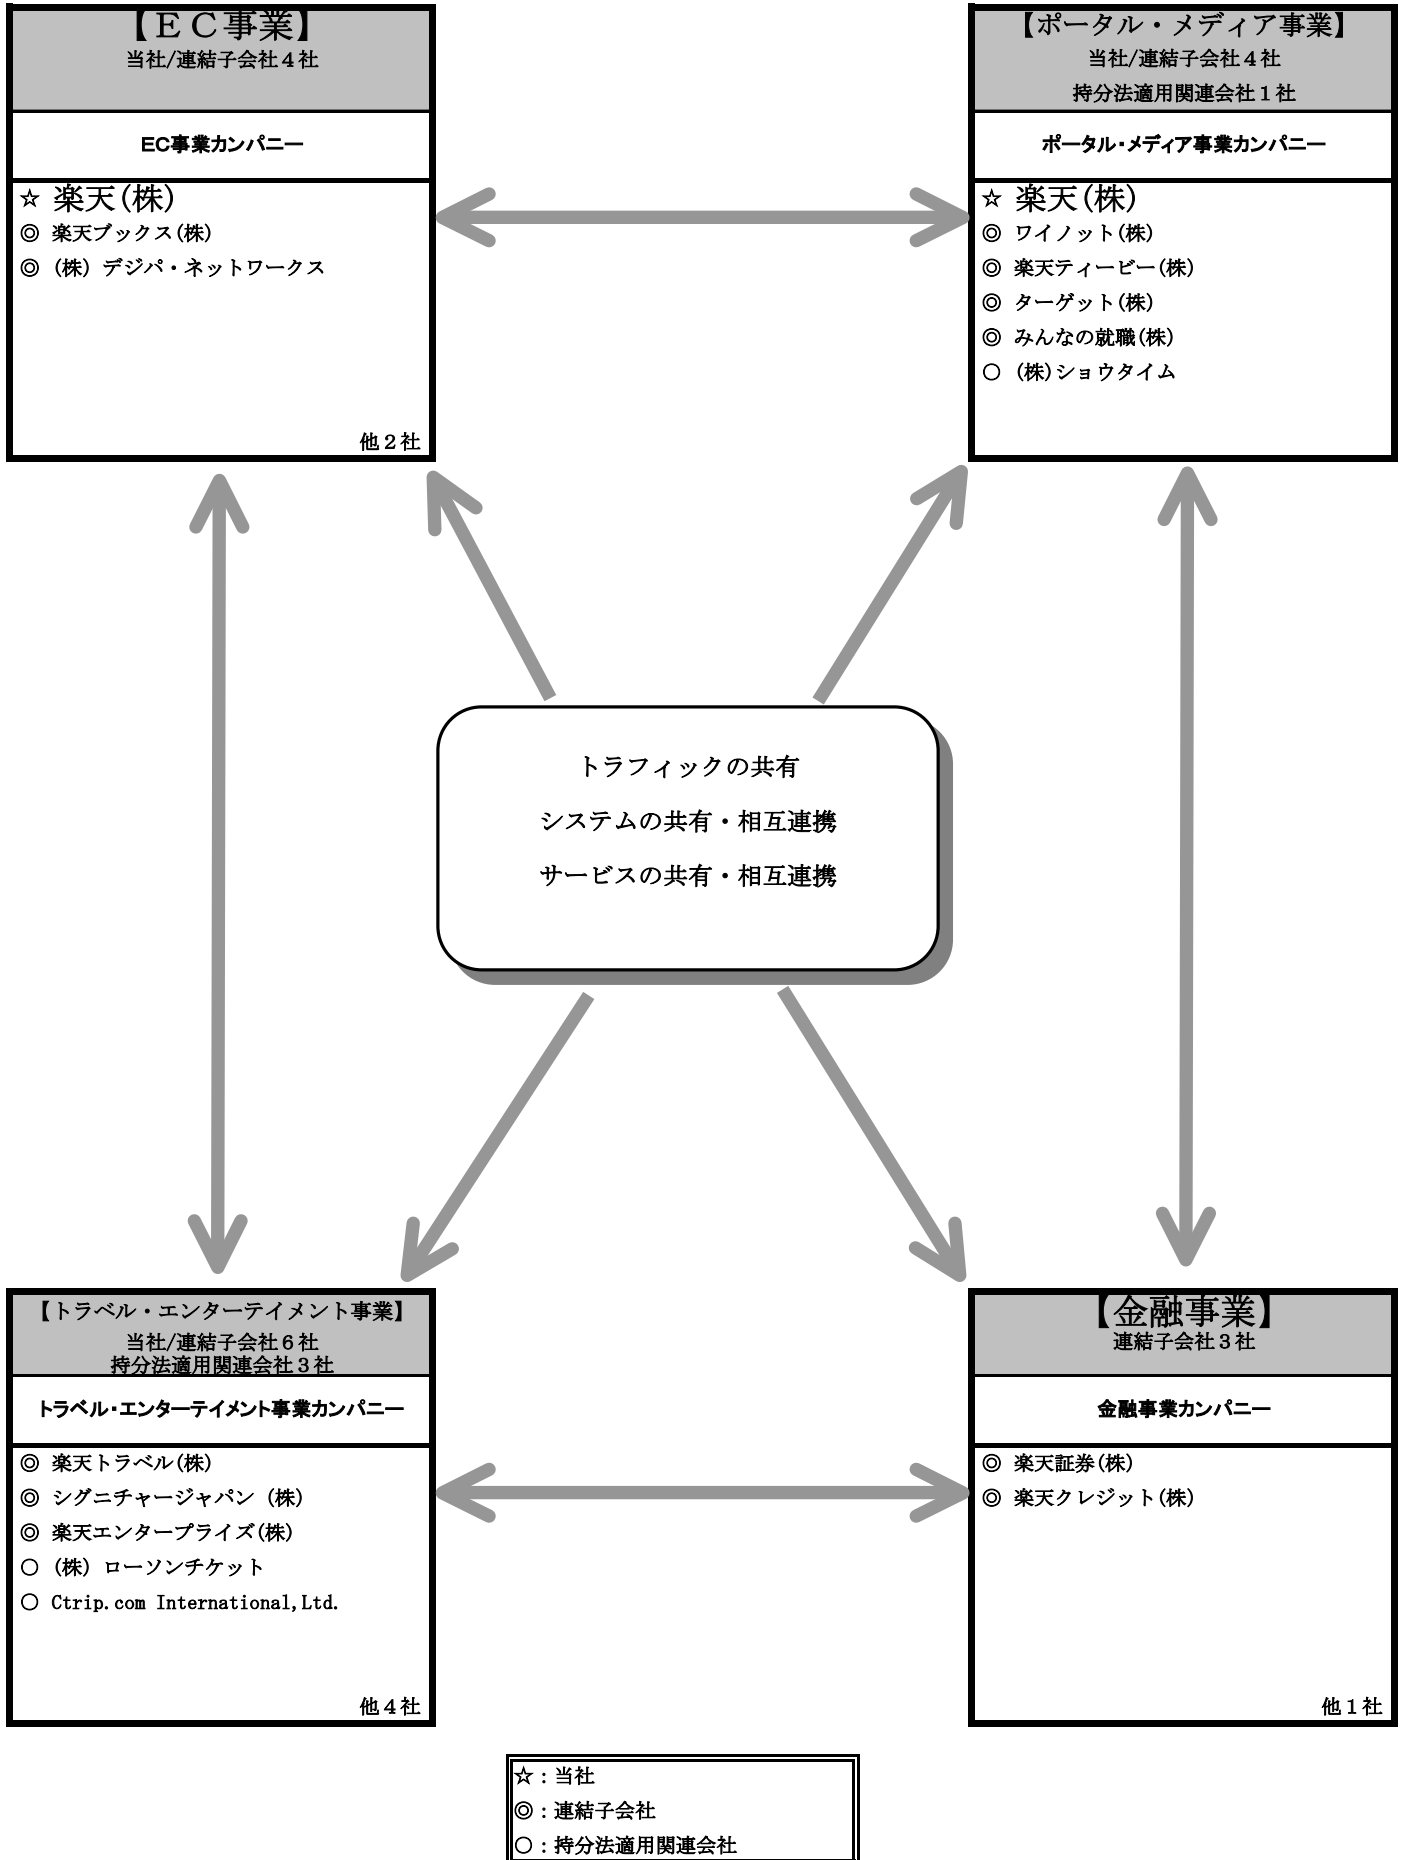 【ＥＣ事業】
当社/連結子会社４社
EC事業カンパニー
☆ 楽天(株)
◎ 楽天ブックス(株)
◎ (株) デジパ・ネットワークス
他２社
【ポータル・メディア事業】
当社/連結子会社４社
持分法適用関連会社１社
ポータル・メディア事業カンパニー
☆ 楽天(株)
◎ ワイノット(株)
◎ 楽天ティービー(株)
◎ ターゲット(株)
◎ みんなの就職(株)
○ (株)ショウタイム
トラフィックの共有
システムの共有・相互連携
サービスの共有・相互連携
【トラベル・エンターテイメント事業】
当社/連結子会社６社
持分法適用関連会社３社
トラベル・エンターテイメント事業カンパニー
◎ 楽天トラベル(株)
◎ シグニチャージャパン (株)
◎ 楽天エンタープライズ(株)
○ (株) ローソンチケット
○ Ctrip.com International,Ltd.
他４社
【金融事業】
連結子会社３社
金融事業カンパニー
◎ 楽天証券(株)
◎ 楽天クレジット(株)
他１社
☆：当社
◎：連結子会社
○：持分法適用関連会社